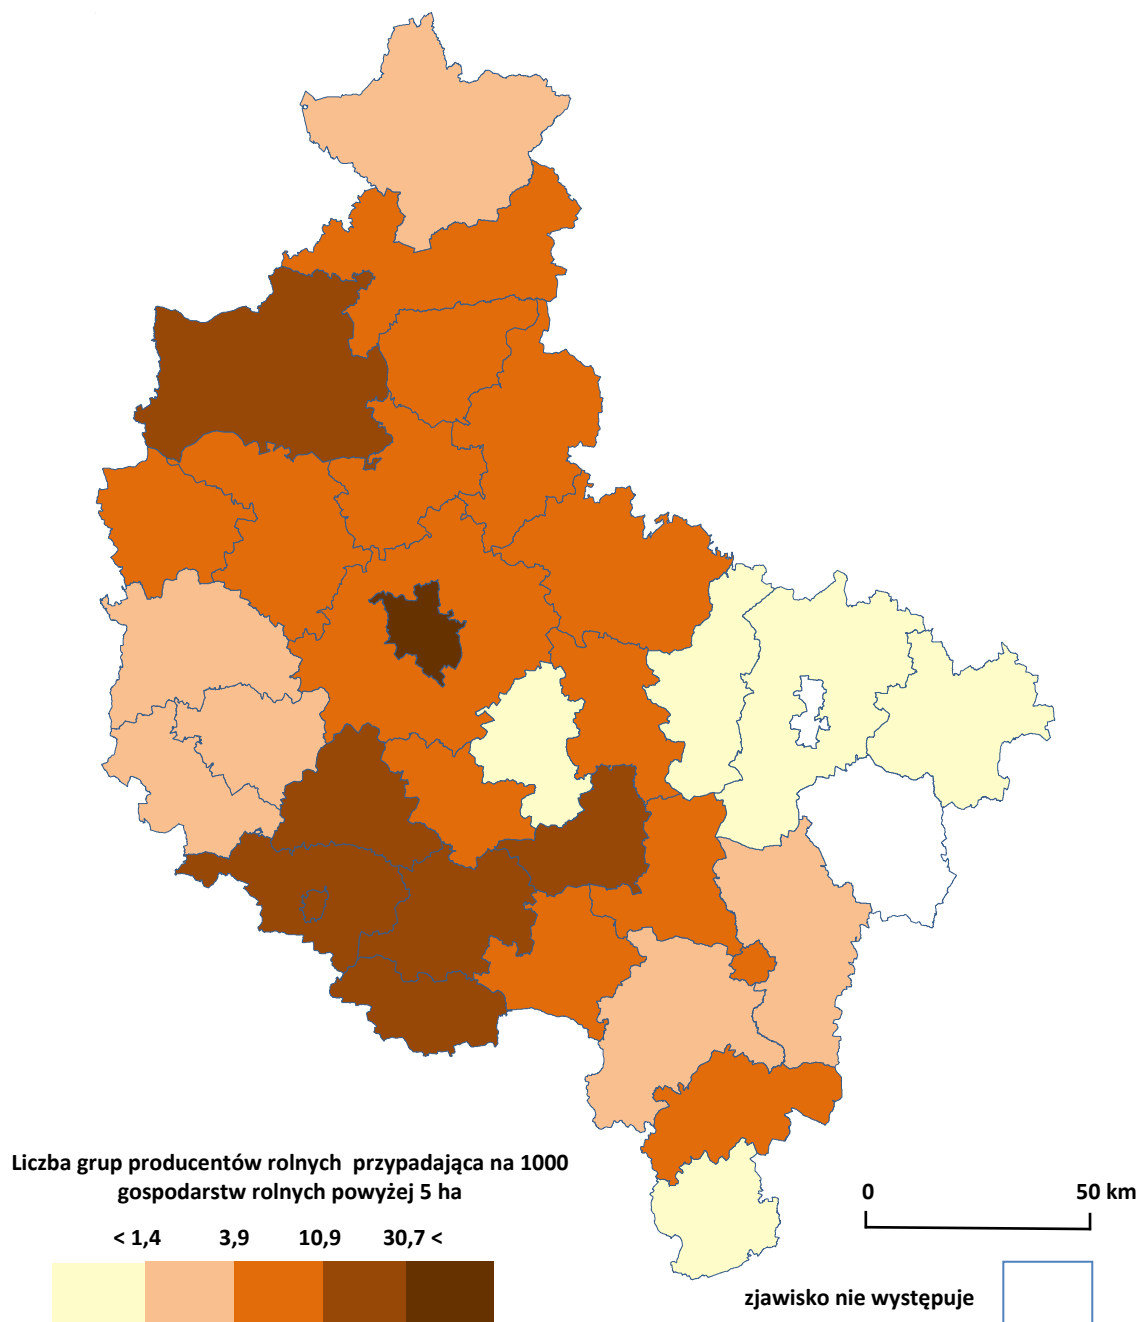 Liczba grup producentów rolnych przypadająca na 1000
gospodarstw rolnych powyżej 5 ha
< 1,4 3,9 10,9 30,7 <
0 50 km
zjawisko nie występuje